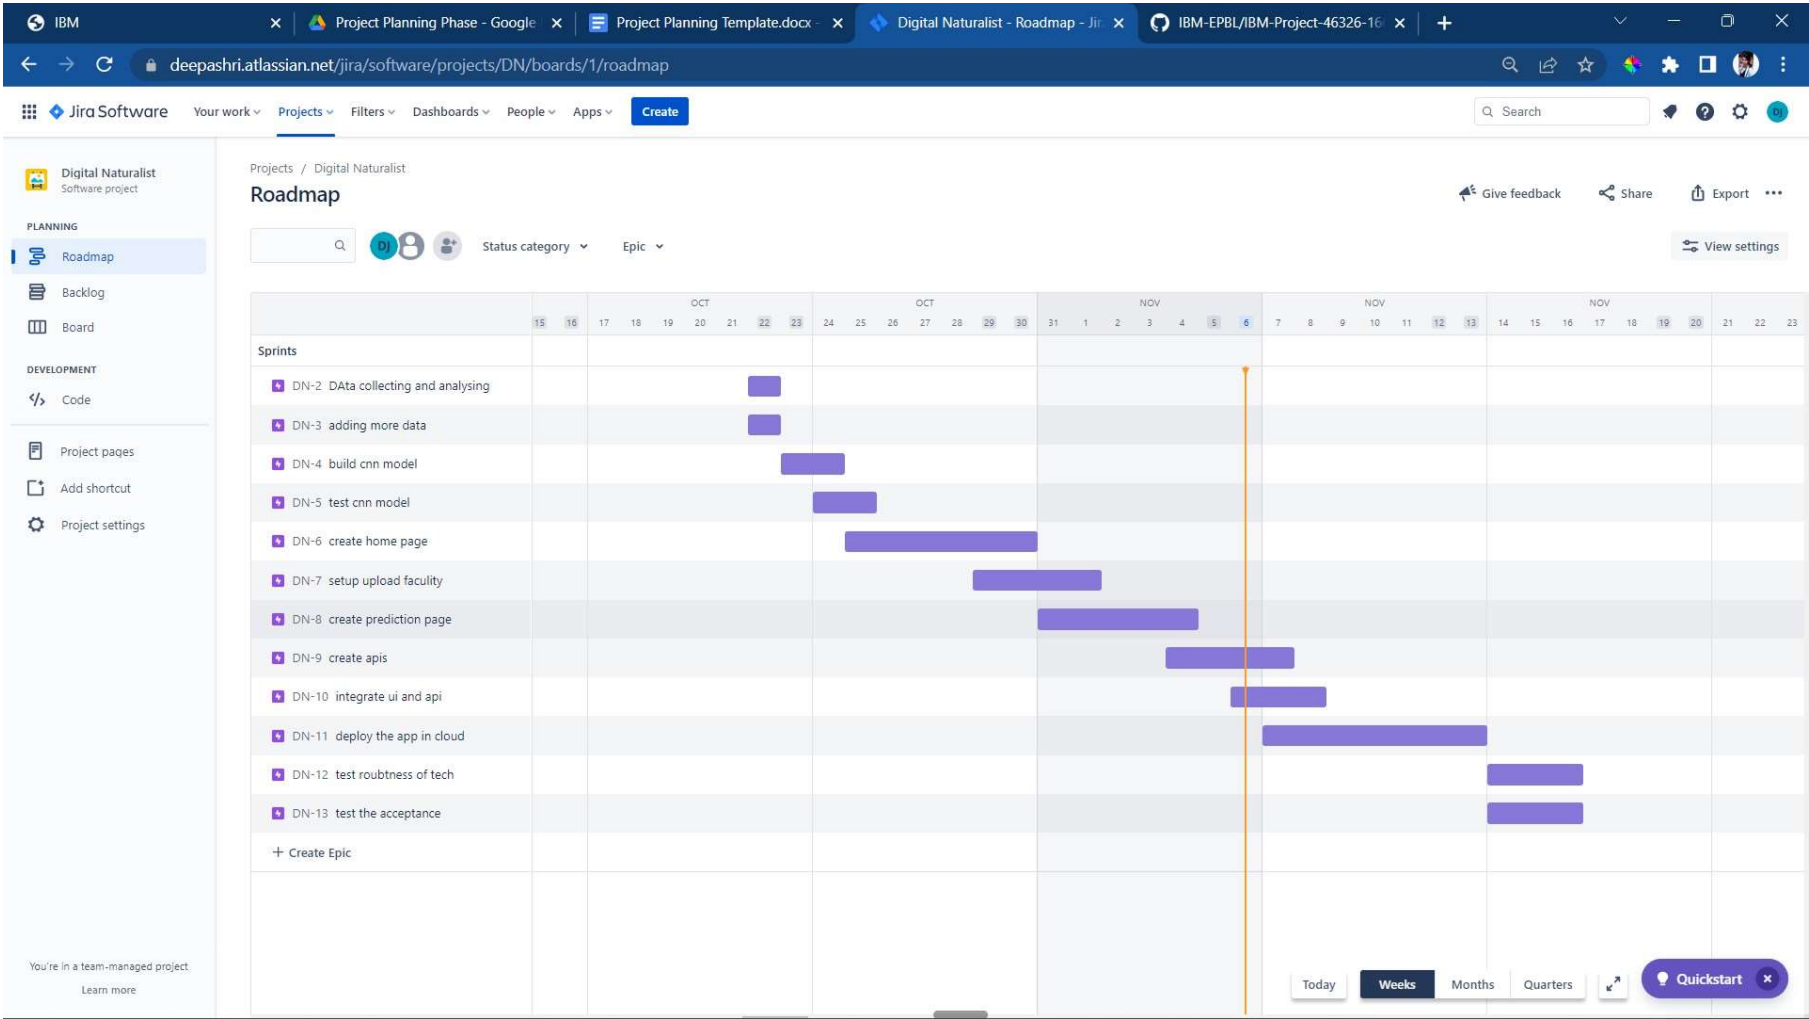 IBM
Project Planning Phase - Google
Project Planning Template.docx -
Digital Naturalist - Roadmap - Jir
IBM-EPBL/IBM-Project-46326-16
deepashri.atlassian.net/jira/software/projects/DN/boards/1/roadmap
Jira Software Your work Projects Filters Dashboards People Apps Create Search DJ
Digital Naturalist
Software project
PLANNING
Roadmap
Backlog
Board
DEVELOPMENT
Code
Project pages
Add shortcut
Project settings
You're in a team-managed project
Learn more
Projects / Digital Naturalist
Roadmap
Give feedback Share Export
DJ Status category Epic View settings
OCT OCT NOV NOV NOV
15 16 17 18 19 20 21 22 23 24 25 26 27 28 29 30 31 1 2 3 4 5 6 7 8 9 10 11 12 13 14 15 16 17 18 19 20 21 22 23
Sprints
DN-2 DAta collecting and analysing
DN-3 adding more data
DN-4 build cnn model
DN-5 test cnn model
DN-6 create home page
DN-7 setup upload faculity
DN-8 create prediction page
DN-9 create apis
DN-10 integrate ui and api
DN-11 deploy the app in cloud
DN-12 test roubtness of tech
DN-13 test the acceptance
+ Create Epic
Today Weeks Months Quarters Quickstart